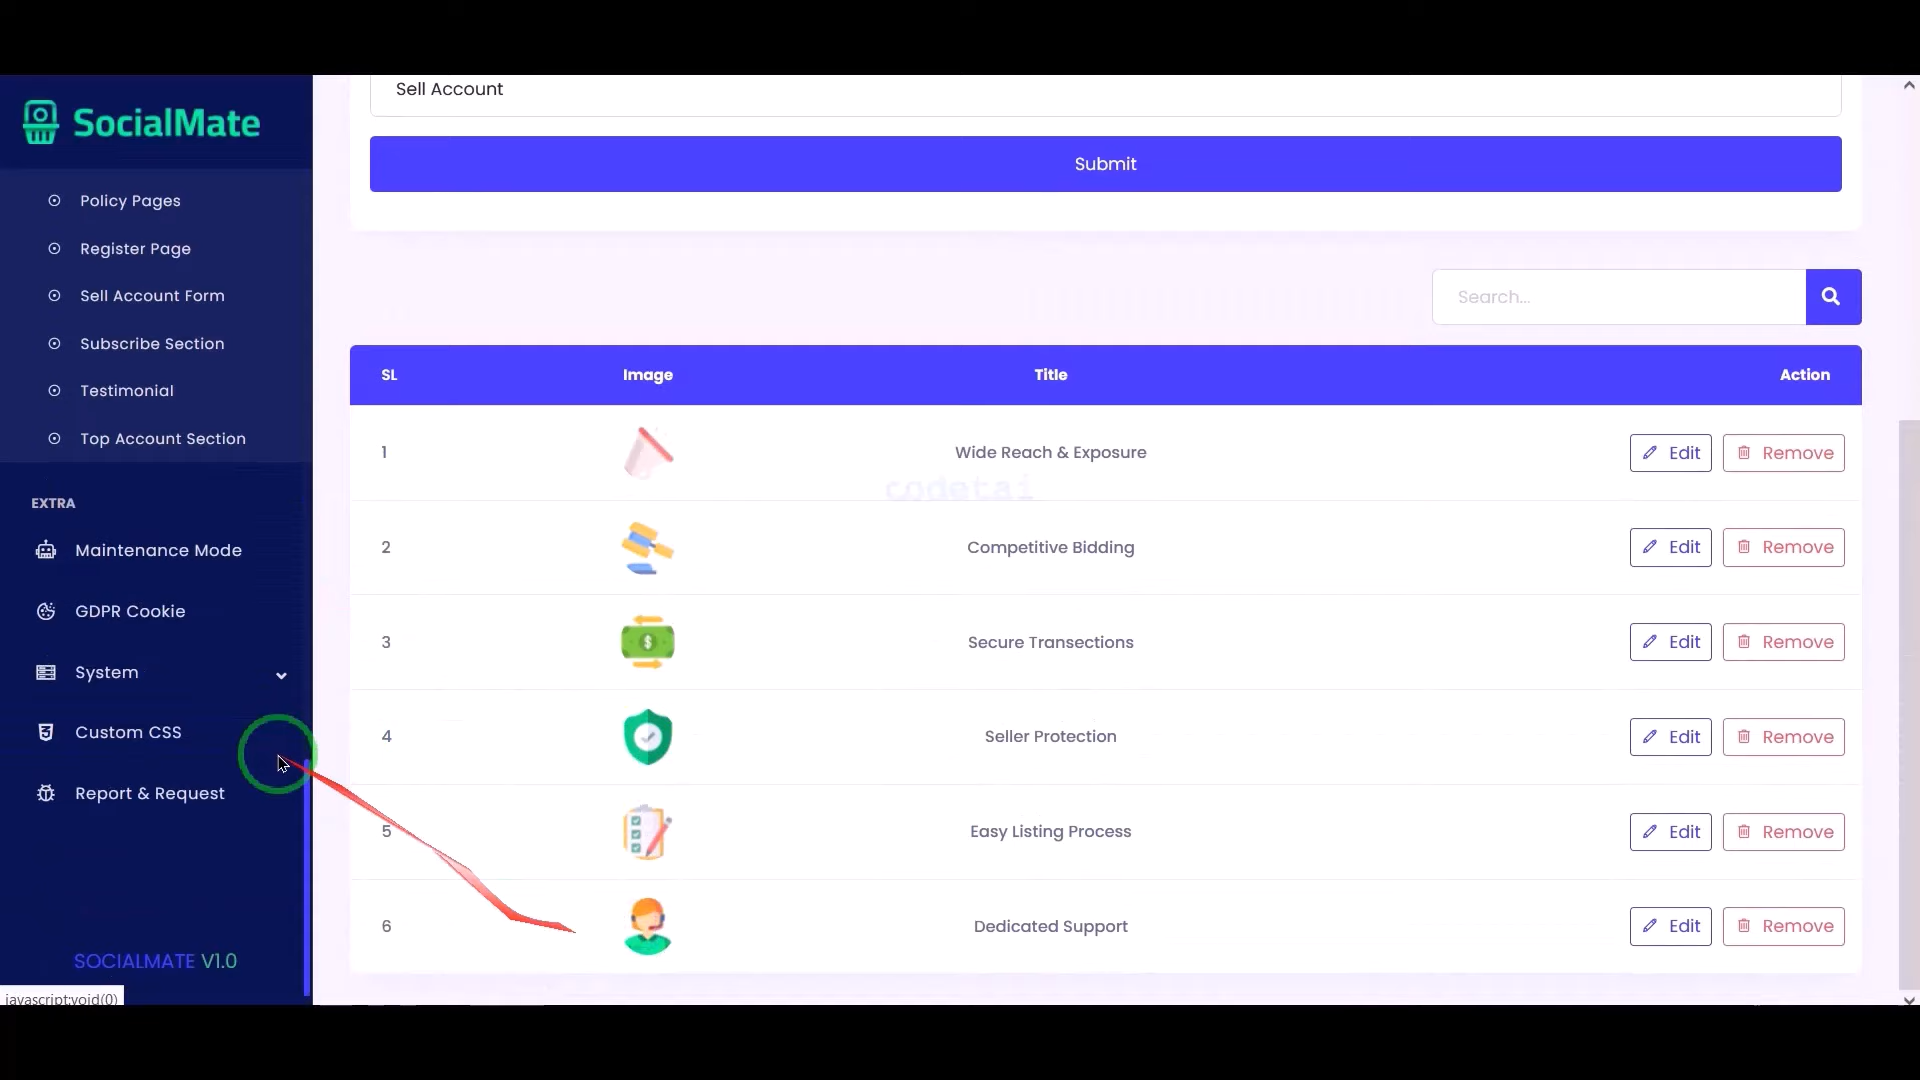 SocialMate
Policy Pages
Register Page
Sell Account Form
Subscribe Section
Testimonial
Top Account Section
EXTRA
Maintenance Mode
GDPR Cookie
System
Custom CSS
Report & Request
SOCIALMATE V1.0
javascript:void(0)
Sell Account
Submit
Search...
SL Image Title Action
1 Wide Reach & Exposure Edit Remove
codetai
2 Competitive Bidding Edit Remove
3 Secure Transections Edit Remove
4 Seller Protection Edit Remove
5 Easy Listing Process Edit Remove
6 Dedicated Support Edit Remove